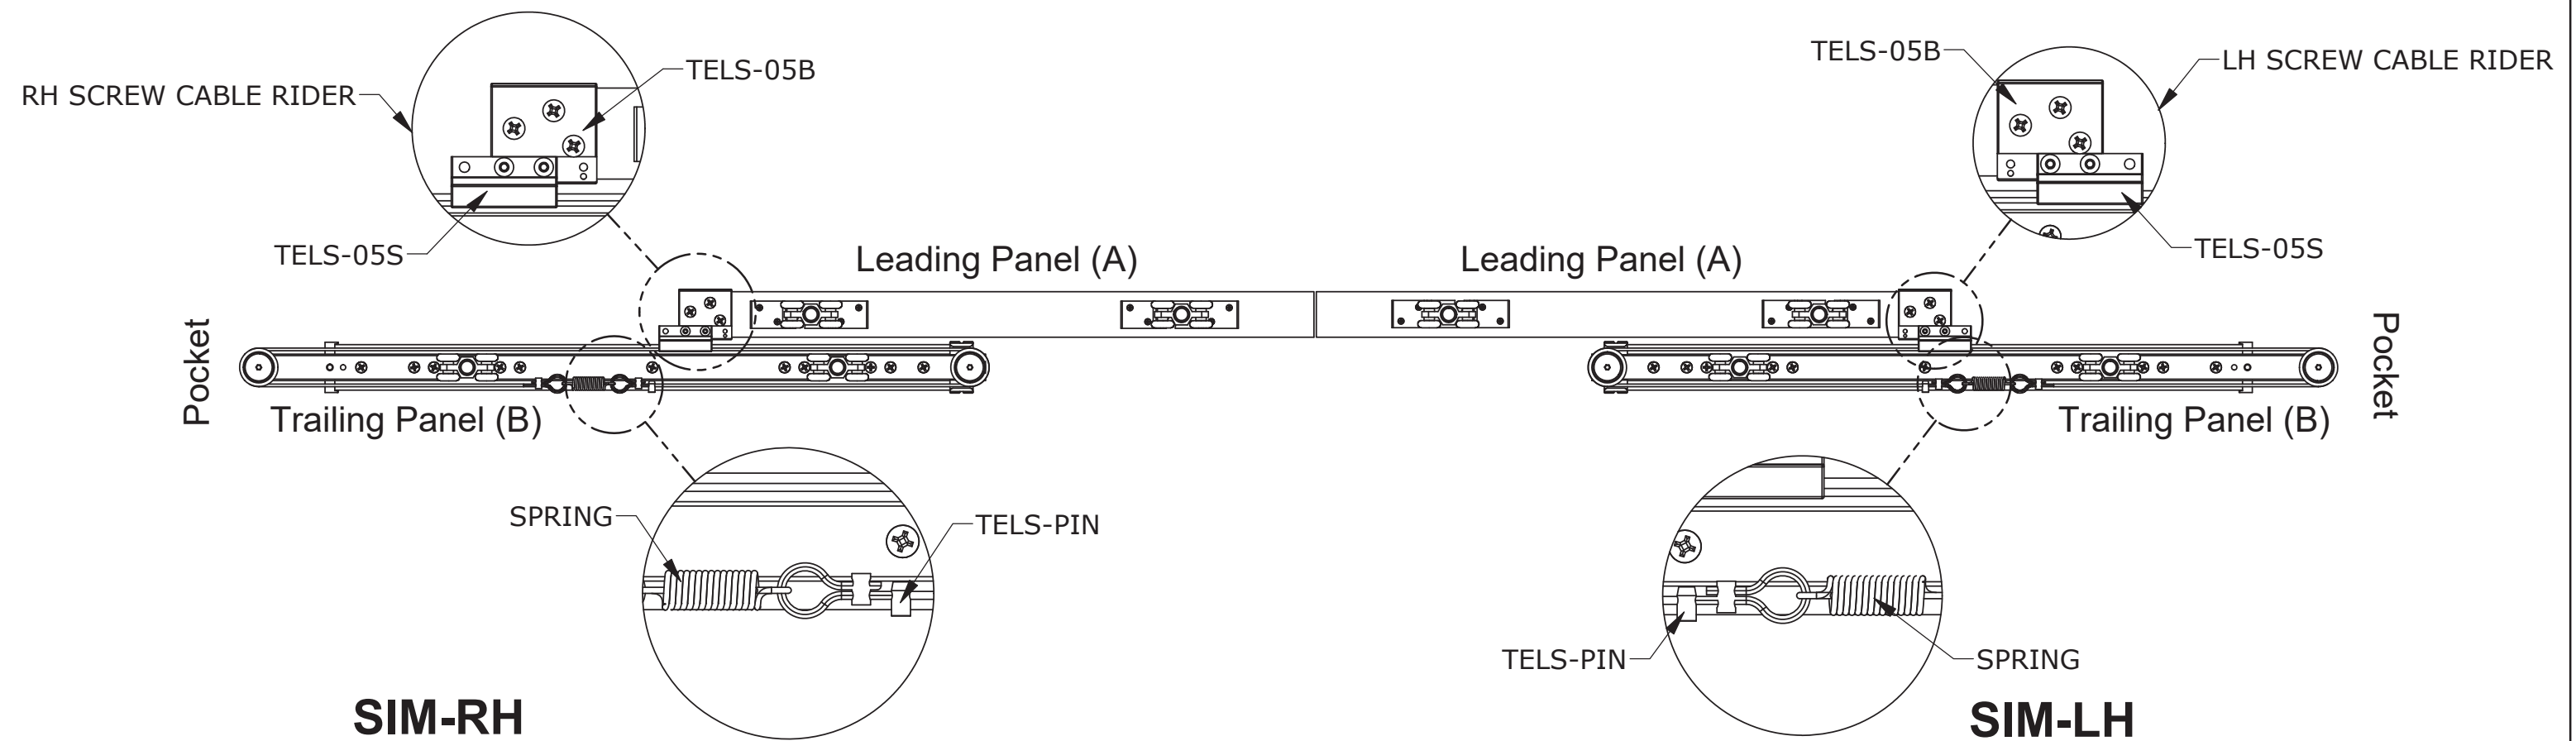 TELS-05B
RH SCREW CABLE RIDER
TELS-05S
TELS-05B
LH SCREW CABLE RIDER
TELS-05S
Leading Panel (A)
Leading Panel (A)
Pocket
Pocket
Trailing Panel (B)
Trailing Panel (B)
SPRING
TELS-PIN
TELS-PIN
SPRING
SIM-RH
SIM-LH